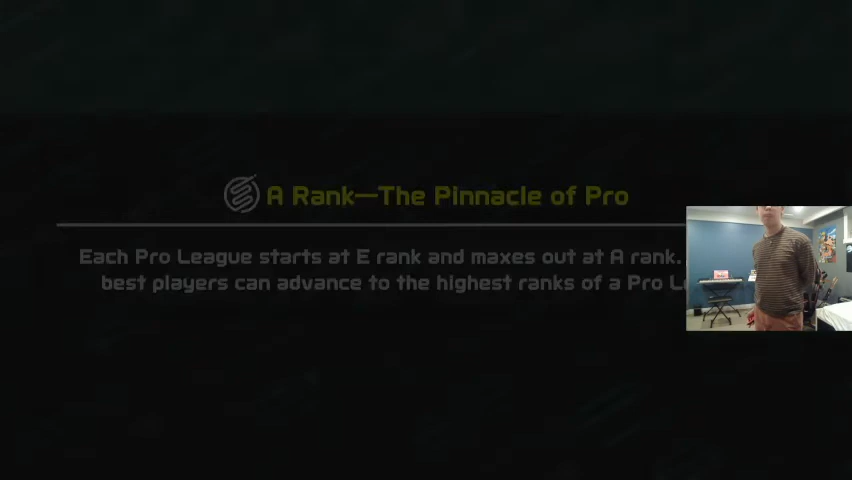 A Rank—The Pinnacle of Pro
Each Pro League starts at E rank and maxes out at A rank.
best players can advance to the highest ranks of a Pro